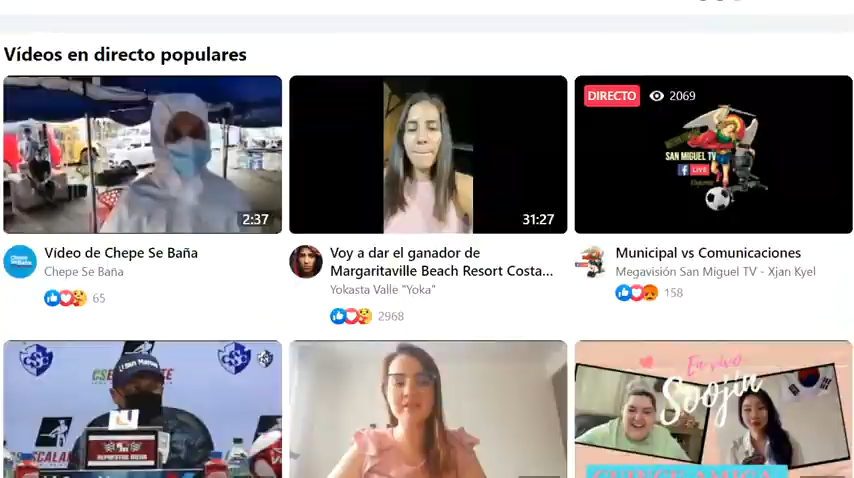 Vídeos en directo populares
2:37
31:27
DIRECTO
2069
SAN MIGUEL TV
LIVE
Vídeo de Chepe Se Baña
Chepe Se Baña
65
Voy a dar el ganador de
Margaritaville Beach Resort Costa...
Yokasta Valle "Yoka"
2968
Municipal vs Comunicaciones
Megavisión San Miguel TV - Xjan Kyel
158
En vivo
Soojin